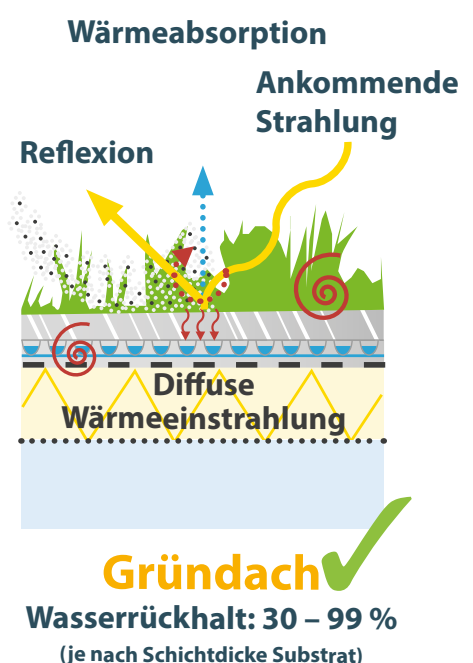 Wärmeabsorption
Ankommende
Strahlung
Reflexion
Diffuse
Wärmeeinstrahlung
Gründach
Wasserrückhalt: 30 – 99 %
(je nach Schichtdicke Substrat)